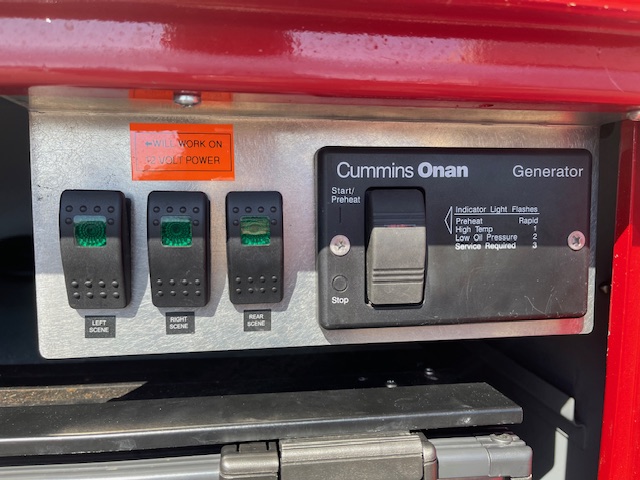 WILL WORK ON
VOLT POWER
Cummins Onan Generator
Start/
Preheat
Indicator Light Flashes
Preheat Rapid
High Temp 1
Low Oil Pressure 2
Service Required 3
Stop
LEFT
SCENE
RIGHT
SCENE
REAR
SCENE